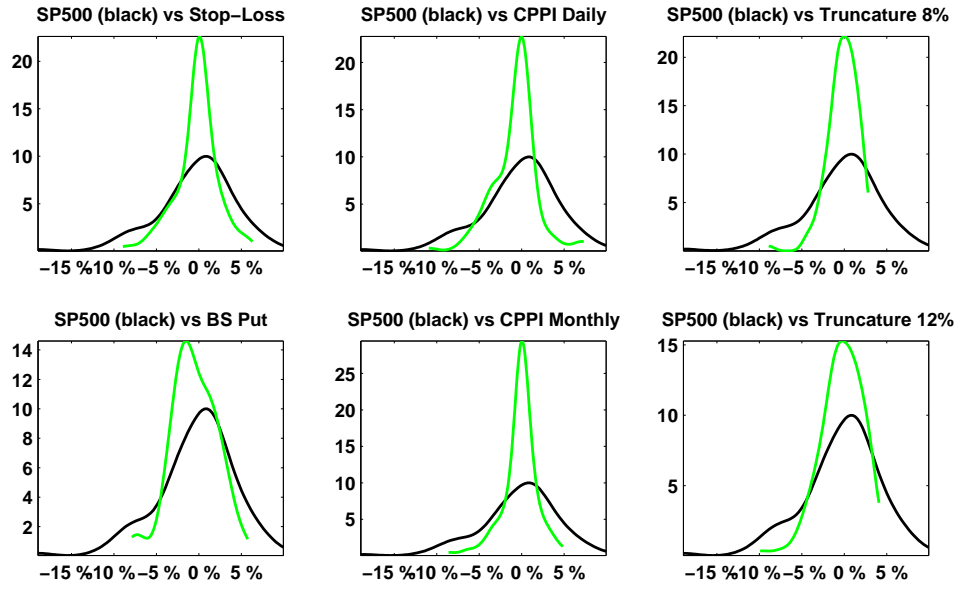 SP500 (black) vs Stop−Loss
20
15
10
5
−15 % −10 % −5 % 0 % 5 %
SP500 (black) vs CPPI Daily
20
15
10
5
−15 % −10 % −5 % 0 % 5 %
SP500 (black) vs Truncature 8%
20
15
10
5
−15 % −10 % −5 % 0 % 5 %
SP500 (black) vs BS Put
14
12
10
8
6
4
2
−15 % −10 % −5 % 0 % 5 %
SP500 (black) vs CPPI Monthly
25
20
15
10
5
−15 % −10 % −5 % 0 % 5 %
SP500 (black) vs Truncature 12%
15
10
5
−15 % −10 % −5 % 0 % 5 %